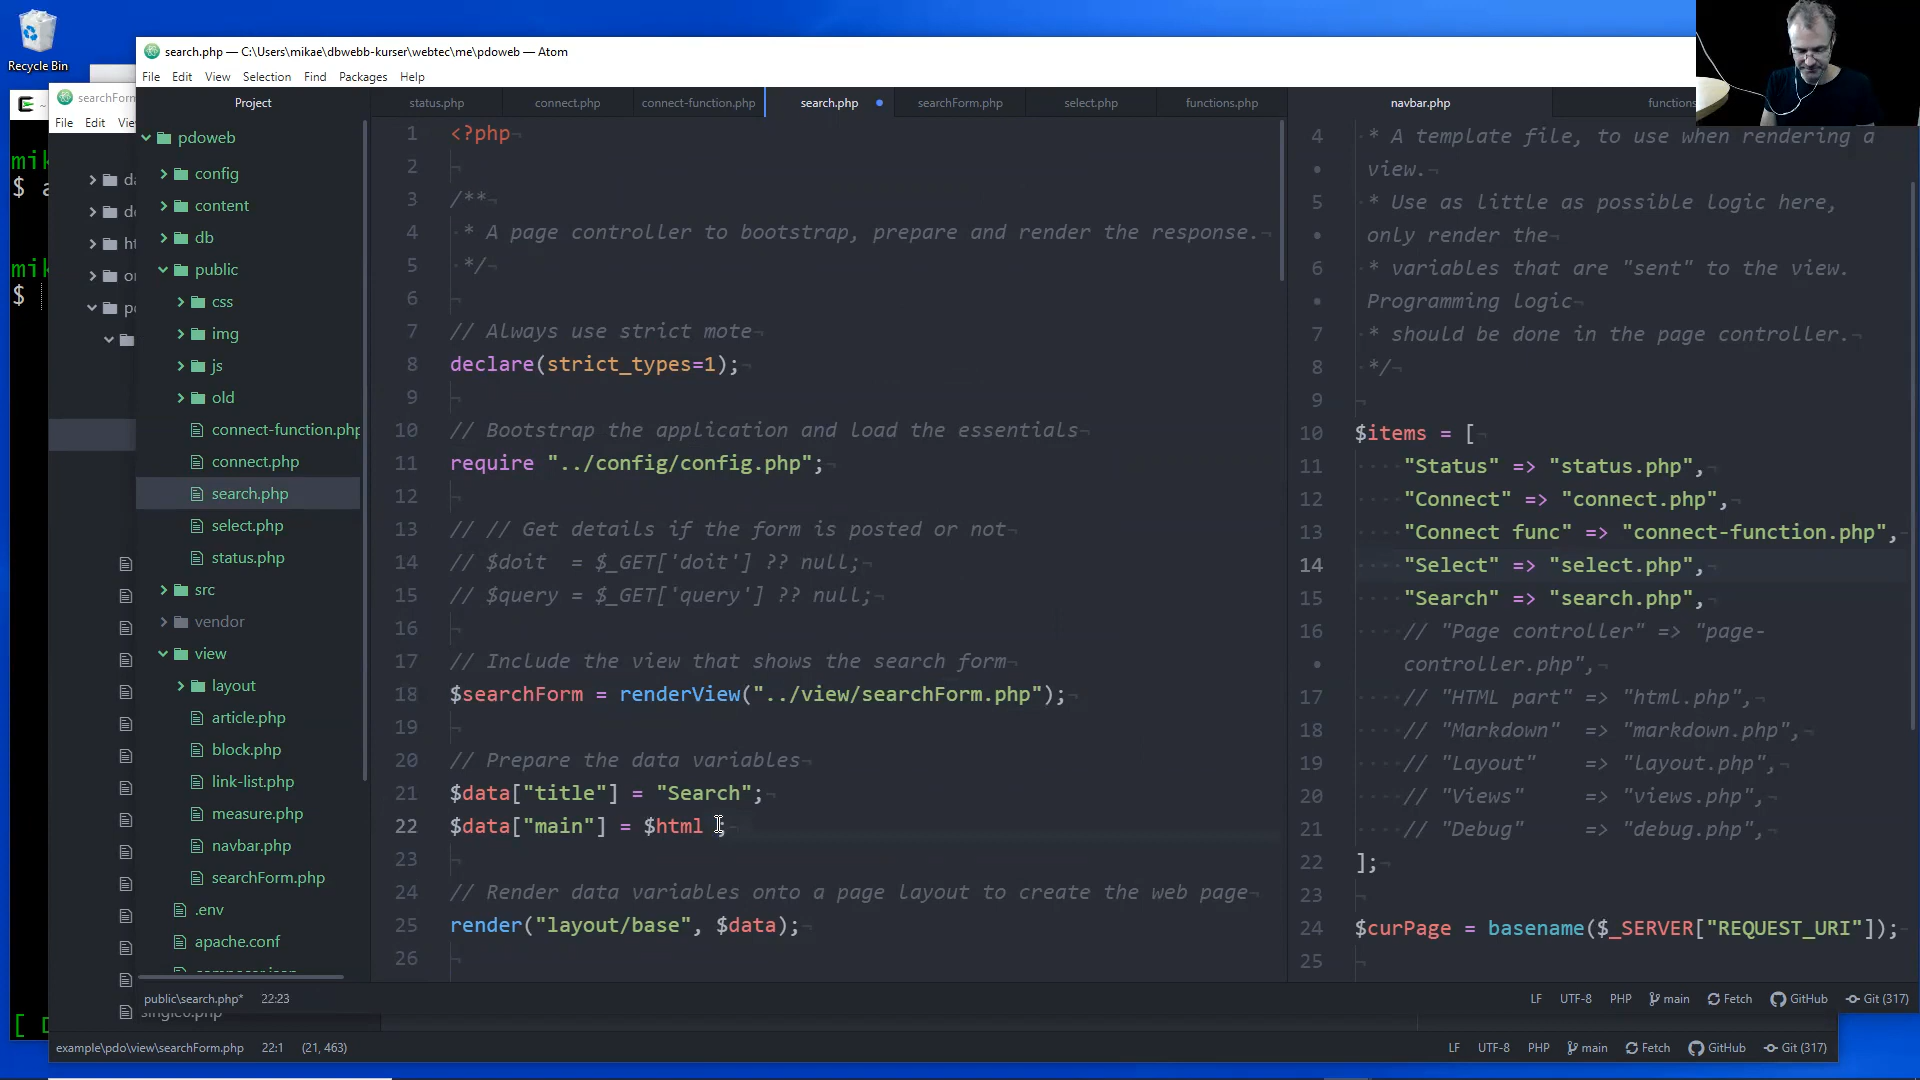 Recycle Bin
search.php — C:\Users\mikae\dbwebb-kurser\webtec\me\pdoweb — Atom
File Edit View Selection Find Packages Help
searchForm
File Edit
Project
status.php connect.php connect-function.php search.php searchForm.php select.php functions.php navbar.php functions
pdoweb
config
content
db
public
css
img
js
old
connect-function.php
connect.php
search.php
select.php
status.php
src
vendor
view
layout
article.php
block.php
link-list.php
measure.php
navbar.php
searchForm.php
.env
apache.conf
mik
$ a
mik
$
1 <?php
2
3 /**
4 * A page controller to bootstrap, prepare and render the response.
5 */
6
7 // Always use strict mote
8 declare(strict_types=1);
9
10 // Bootstrap the application and load the essentials
11 require "../config/config.php";
12
13 // // Get details if the form is posted or not
14 // $doit  = $_GET['doit'] ?? null;
15 // $query = $_GET['query'] ?? null;
16
17 // Include the view that shows the search form
18 $searchForm = renderView("../view/searchForm.php");
19
20 // Prepare the data variables
21 $data["title"] = "Search";
22 $data["main"] = $html ;
23
24 // Render data variables onto a page layout to create the web page
25 render("layout/base", $data);
26
4 * A template file, to use when rendering a
view.
5 * Use as little as possible logic here,
only render the
6 * variables that are "sent" to the view.
Programming logic
7 * should be done in the page controller.
8 */
9
10 $items = [
11 "Status" => "status.php",
12 "Connect" => "connect.php",
13 "Connect func" => "connect-function.php",
14 "Select" => "select.php",
15 "Search" => "search.php",
16 // "Page controller" => "page-
controller.php",
17 // "HTML part" => "html.php",
18 // "Markdown"  => "markdown.php",
19 // "Layout"    => "layout.php",
20 // "Views"     => "views.php",
21 // "Debug"     => "debug.php",
22 ];
23
24 $curPage = basename($_SERVER["REQUEST_URI"]);
25
public\search.php* 22:23 LF UTF-8 PHP main Fetch GitHub Git (317)
example\pdo\view\searchForm.php 22:1 (21, 463) LF UTF-8 PHP main Fetch GitHub Git (317)